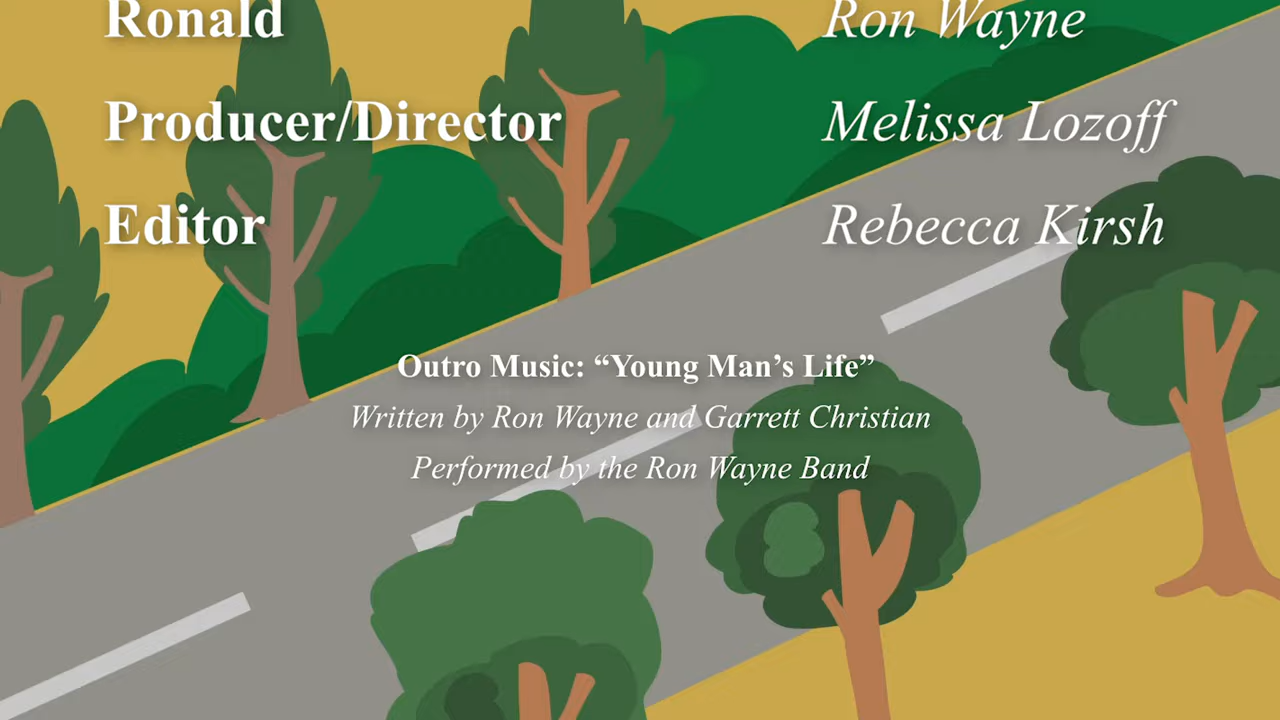 Ronald Ron Wayne
Producer/Director Melissa Lozoff
Editor Rebecca Kirsh
Outro Music: “Young Man’s Life”
Written by Ron Wayne and Garrett Christian
Performed by the Ron Wayne Band